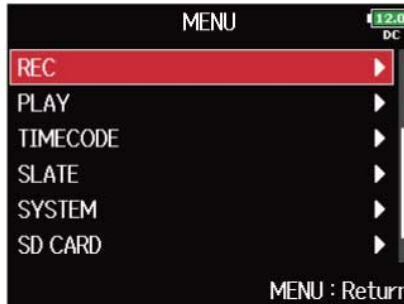 MENU
12.0
DC
REC
PLAY
TIMECODE
SLATE
SYSTEM
SD CARD
MENU : Return